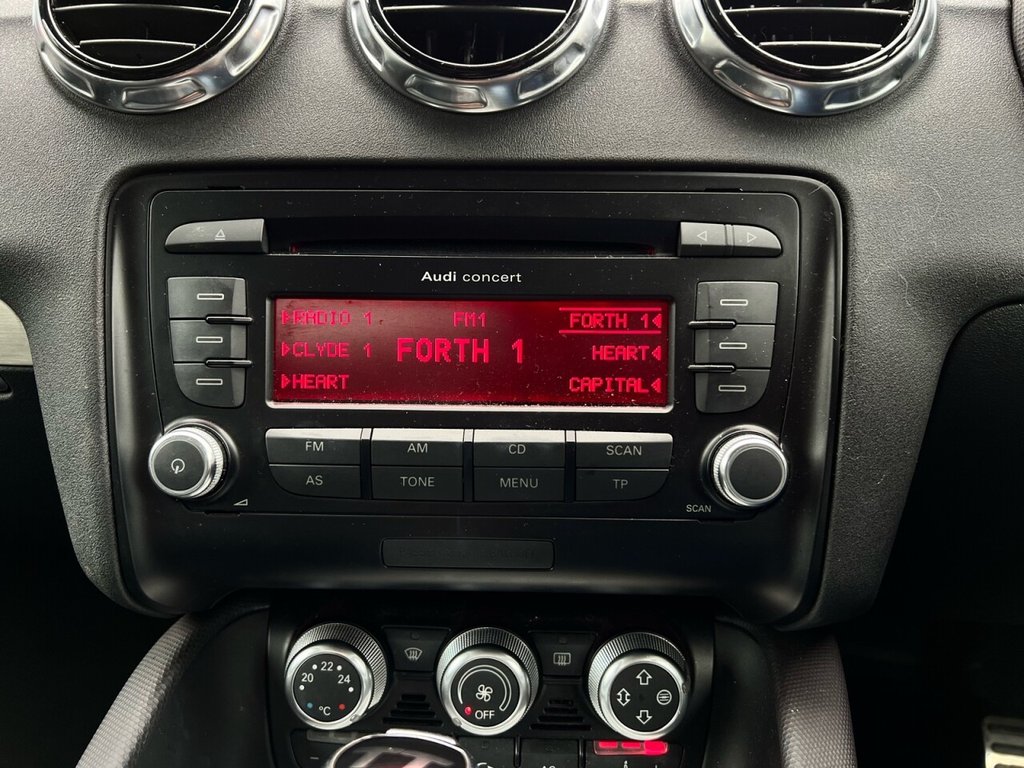 Audi concert
RADIO 1 FM1 FORTH 1
CLYDE 1 FORTH 1 HEART
HEART CAPITAL
FM AM CD SCAN
AS TONE MENU TP
SCAN
20 22 24
°C
OFF